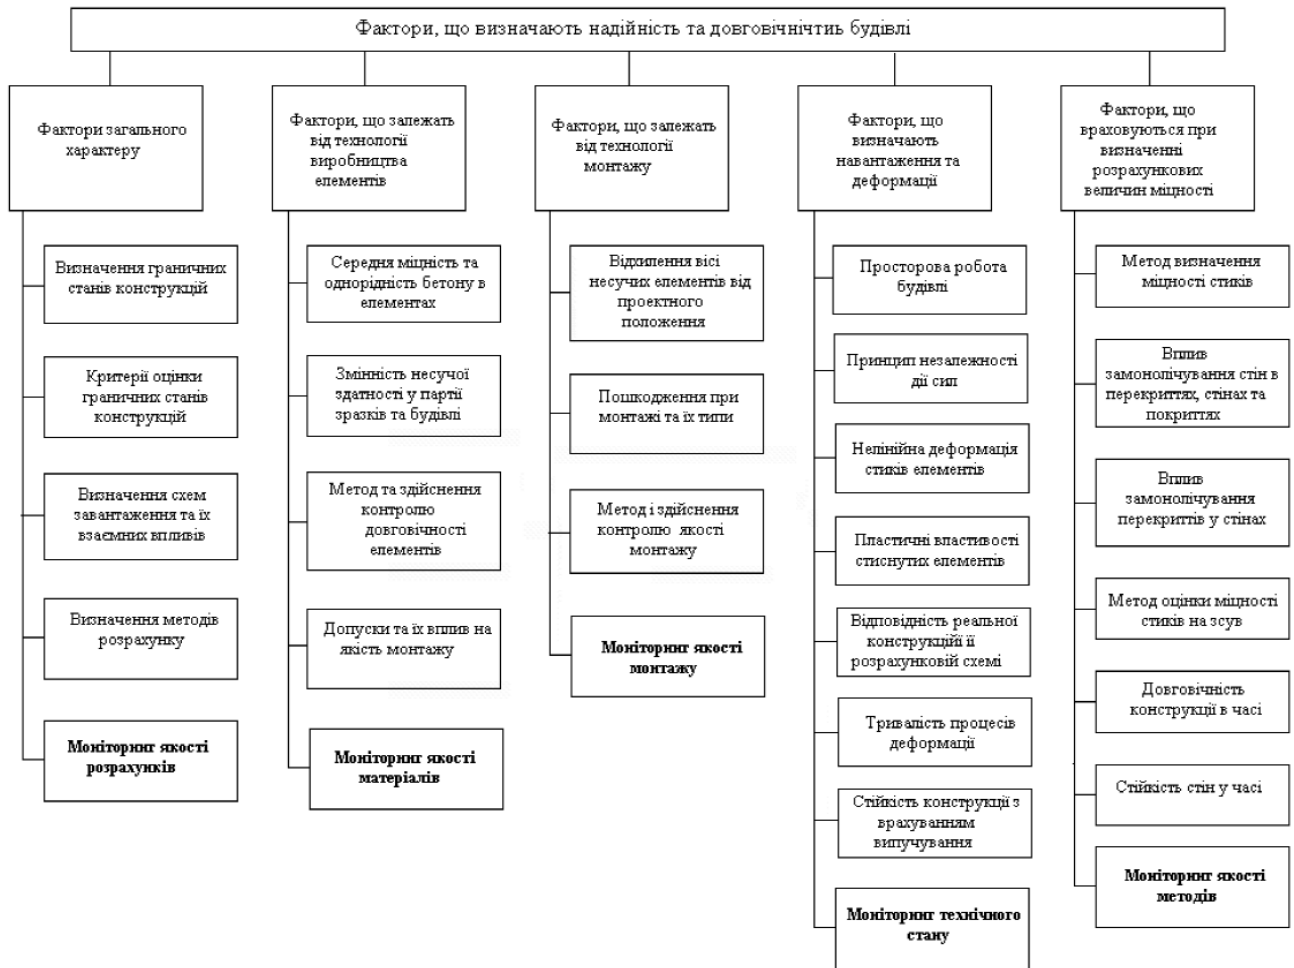 Фактори, що визначають надійність та довговічнічтиь будівлі
Фактори загального
характеру
Визначення граничних
станів конструкцій
Критерії оцінки
граничних станів
конструкцій
Визначення схем
завантаження та їх
взаємних впливів
Визначення методів
розрахунку
Моніторинг якості
розрахунків
Фактори, що залежать
від технології
виробництва
елементів
Середня міцність та
однорідність бетону в
елементах
Змінність несучої
здатності у партії
зразків та будівлі
Метод та здійснення
контролю
довговічності
елементів
Допуски та їх вплив на
якість монтажу
Моніторинг якості
матеріалів
Фактори, що залежать
від технології
монтажу
Відхилення вісі
несучих елементів від
проектного
положення
Пошкодження при
монтажі та їх типи
Метод і здійснення
контролю якості
монтажу
Моніторинг якості
монтажу
Фактори, що
визначають
навантаження та
деформації
Просторова робота
будівлі
Принцип незалежності
дії сил
Нелінійна деформація
стиків елементів
Пластичні властивості
стиснутих елементів
Відповідність реальної
конструкційї її
розрахунковій схемі
Тривалість процесів
деформації
Стійкість конструкції з
врахуванням
випучування
Моніторинг технічного
стану
Фактори, що
враховуються при
визначенні
розрахункових
величин міцності
Метод визначення
міцності стиків
Вплив
замонолічування стін в
перекриттях, стінах та
покриттях
Вплив
замонолічування
перекриттів у стінах
Метод оцінки міцності
стиків на зсув
Довговічність
конструкції в часі
Стійкість стін у часі
Моніторинг якості
методів